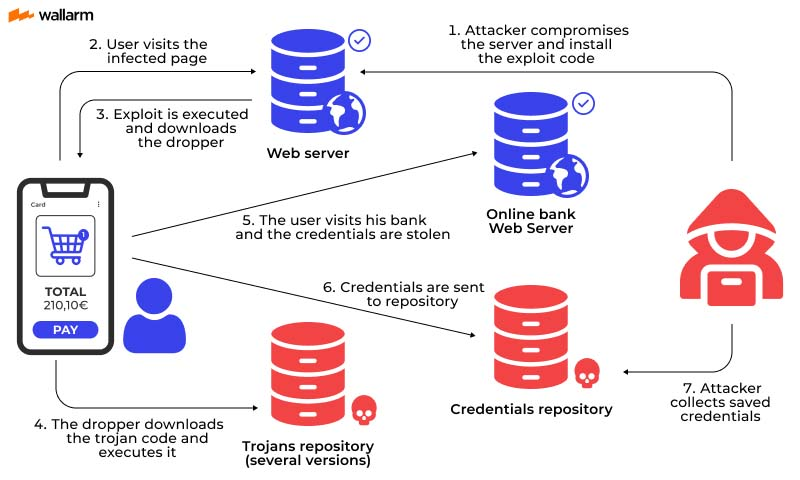 wallarm
1. Attacker compromises
the server and install
the exploit code
2. User visits the
infected page
3. Exploit is executed
and downloads
the dropper
Web server
Online bank
Web Server
5. The user visits his bank
and the credentials are stolen
Card
1
TOTAL
210,10€
PAY
6. Credentials are sent
to repository
4. The dropper downloads
the trojan code and
executes it
Trojans repository
(several versions)
Credentials repository
7. Attacker
collects saved
credentials